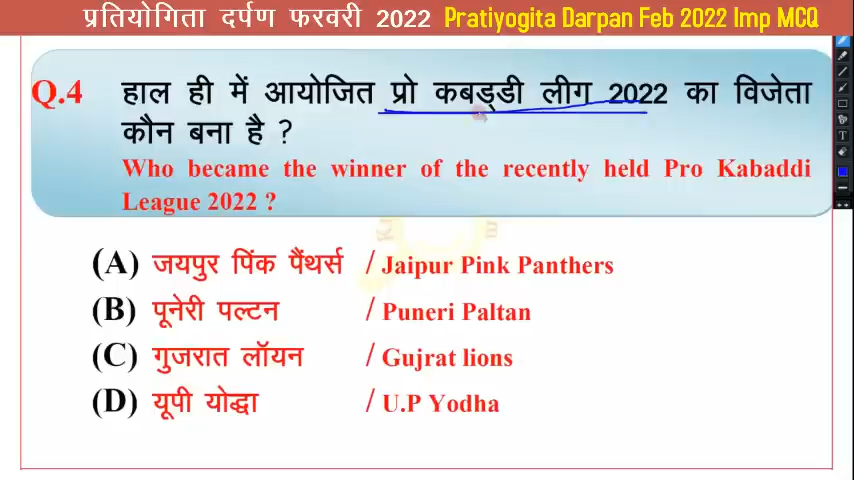 प्रतियोगिता दर्पण फरवरी 2022 Pratiyogita Darpan Feb 2022 Imp MCQ
Q.4 हाल ही में आयोजित प्रो कबड्डी लीग 2022 का विजेता
कौन बना है ?
Who became the winner of the recently held Pro Kabaddi
League 2022 ?
(A) जयपुर पिंक पैंथर्स / Jaipur Pink Panthers
(B) पूनेरी पल्टन / Puneri Paltan
(C) गुजरात लॉयन / Gujrat lions
(D) यूपी योद्धा / U.P Yodha